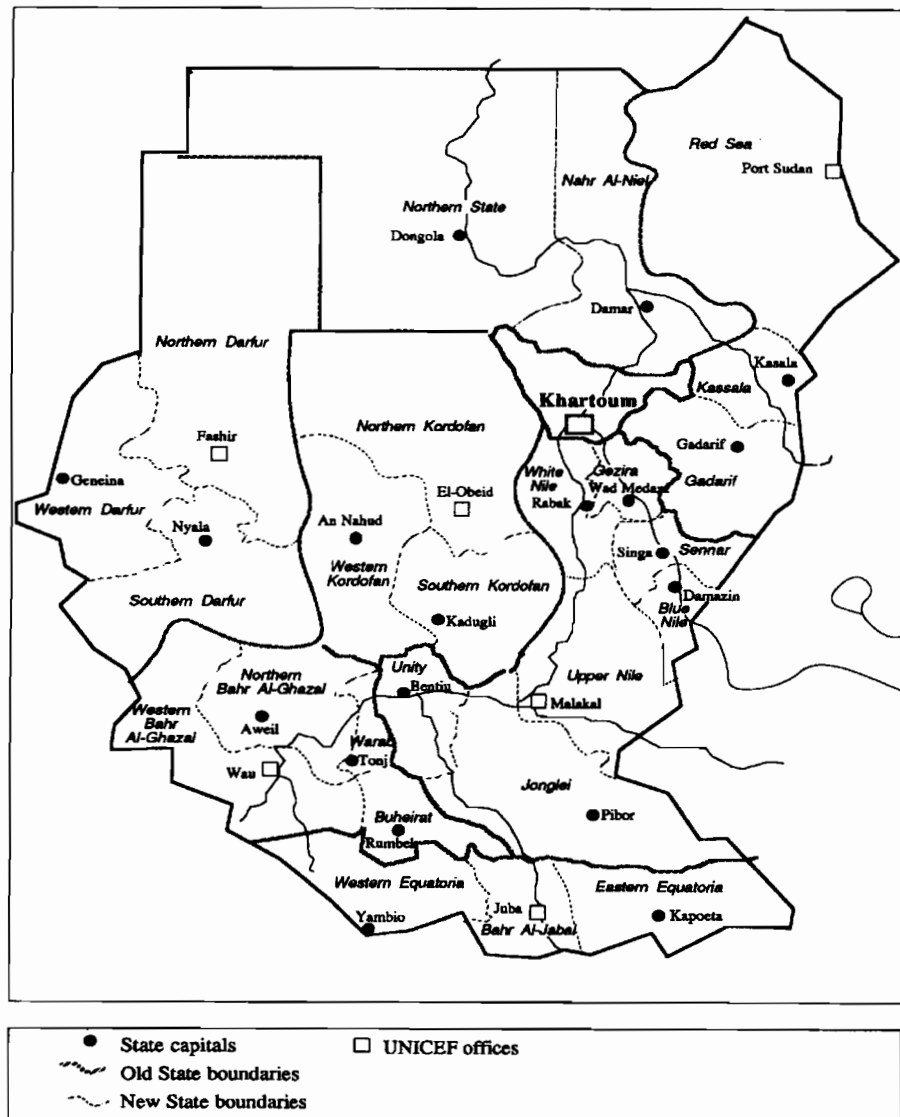 Red Sea
Port Sudan
Nahr Al-Niel
Northern State
Dongola
Damar
Northern Darfur
Kasala
Kassala
Khartoum
Northern Kordofan
Fashir
Gadarif
Gezira
White
Nile
Wad Medani
Gadarif
Geneina
El-Obeid
Rabak
Western Darfur
Nyala
An Nahud
Singa
Sennar
Western
Kordofan
Southern Kordofan
Damazin
Blue
Nile
Southern Darfur
Kadugli
Unity
Northern
Bahr Al-Ghazal
Upper Nile
Bentiu
Malakal
Western
Bahr
Al-Ghazal
Aweil
Warab
Tonj
Wau
Jonglei
Pibor
Buheirat
Rumbek
Western Equatoria
Eastern Equatoria
Juba
Kapoeta
Yambio
Bahr Al-Jabal
State capitals
UNICEF offices
Old State boundaries
New State boundaries